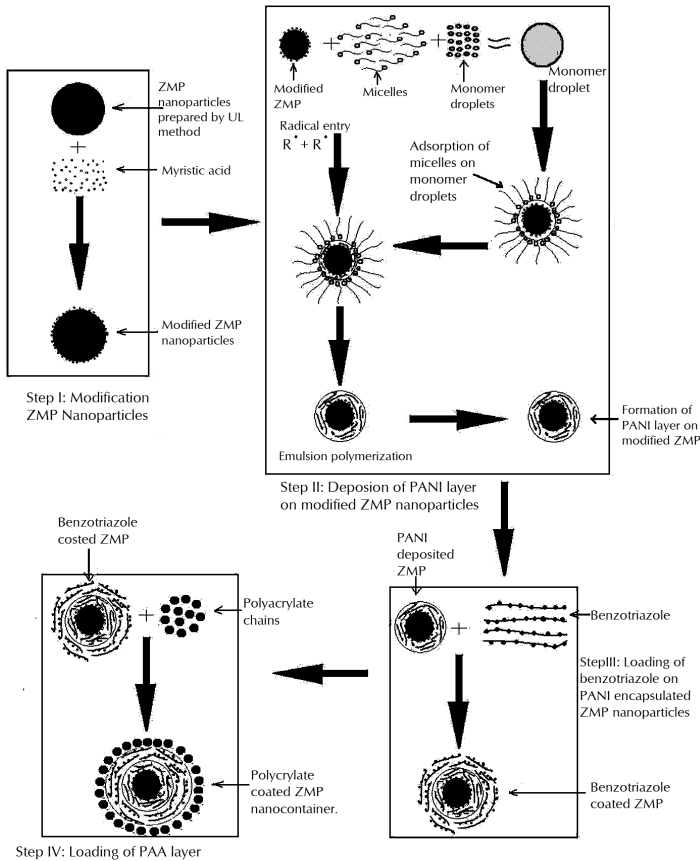 ZMP
nanoparticles
prepared by UL
method
+
Myristic acid
Modified ZMP
nanoparticles
Step I: Modification
ZMP Nanoparticles
+
+
Modified
ZMP
Micelles
Monomer
droplets
Monomer
droplet
Radical entry
R• + R•
Adsorption of
micelles on
monomer
droplets
Emulsion polymerization
Formation of
PANI layer on
modified ZMP
Step II: Deposion of PANI layer
on modified ZMP nanoparticles
PANI
deposited
ZMP
+
Benzotriazole
StepIII: Loading of
benzotriazole on
PANI encapsulated
ZMP nanoparticles
Benzotriazole
coated ZMP
Benzotriazole
costed ZMP
+
Polyacrylate
chains
Polycrylate
coated ZMP
nanocontainer.
Step IV: Loading of PAA layer